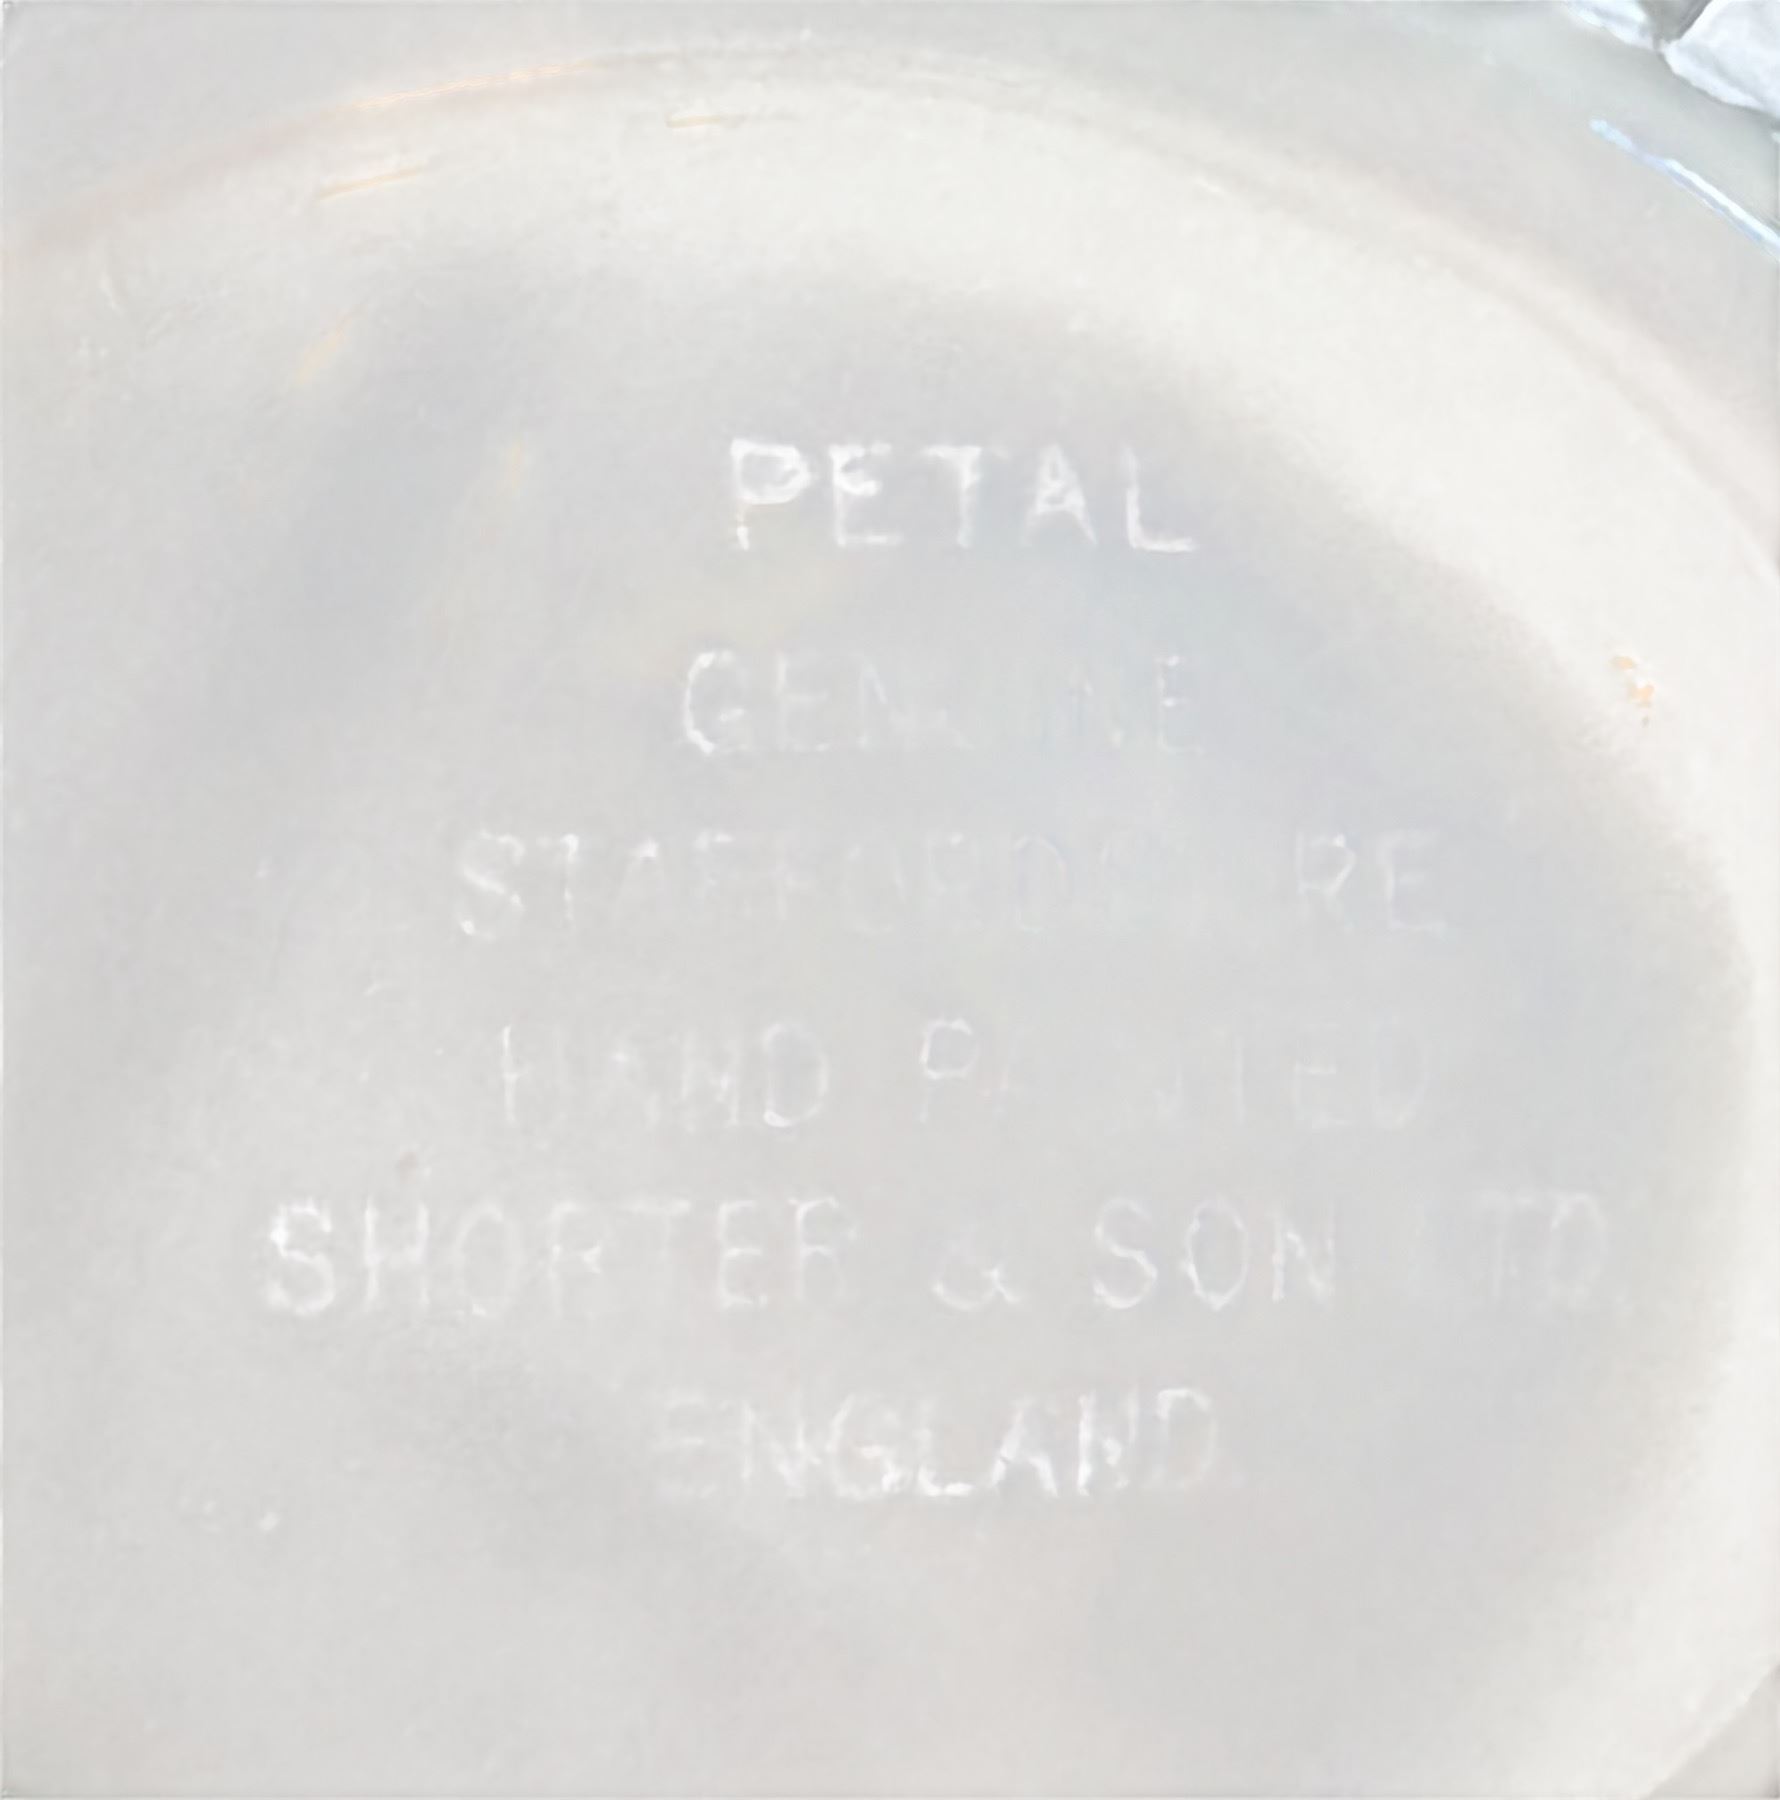 PETAL
GENUINE
STAFFORDSHIRE
HAND PAINTED
SHORTER & SON LTD.
ENGLAND.